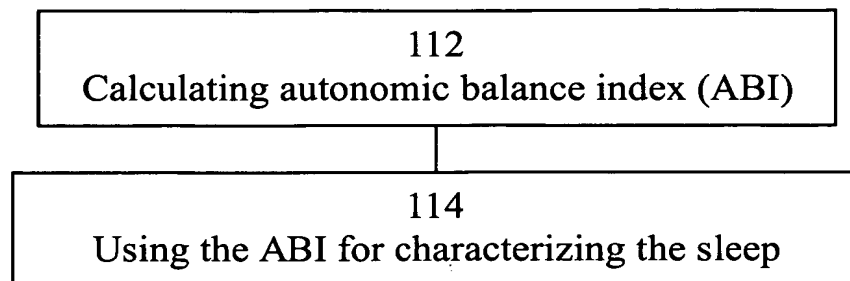 112
Calculating autonomic balance index (ABI)
114
Using the ABI for characterizing the sleep